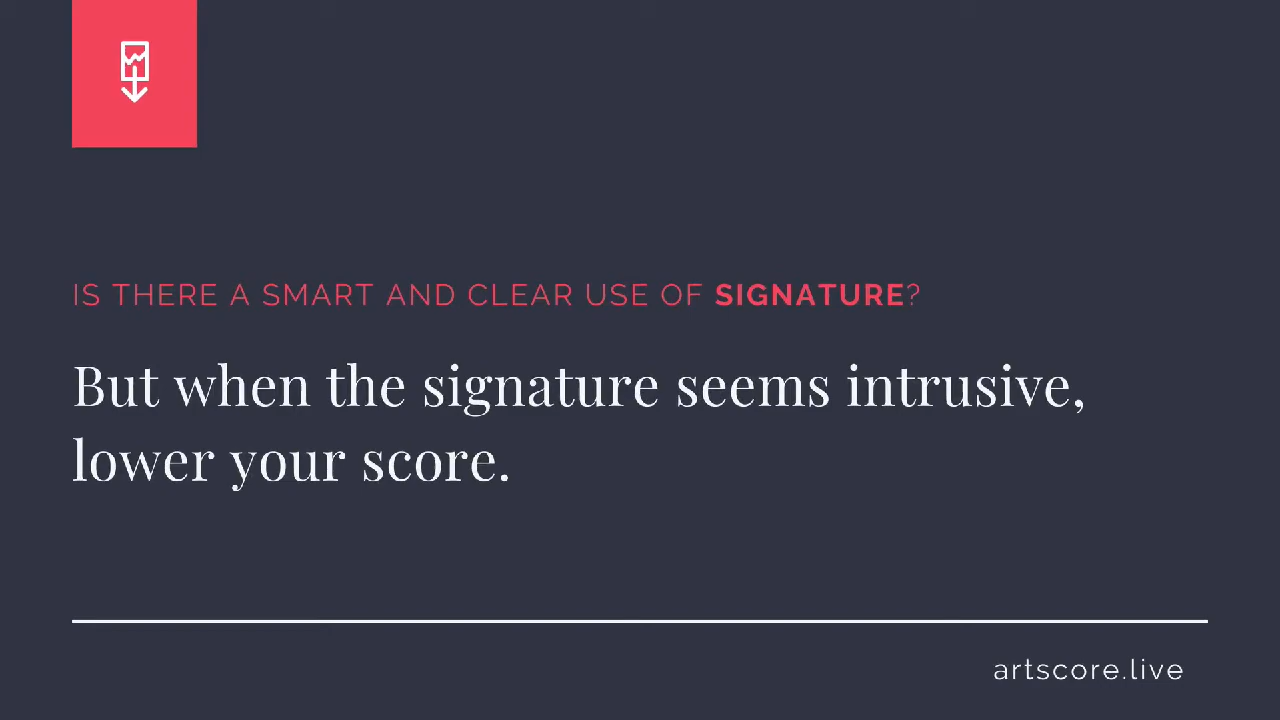 IS THERE A SMART AND CLEAR USE OF SIGNATURE?
But when the signature seems intrusive,
lower your score.
artscore.live